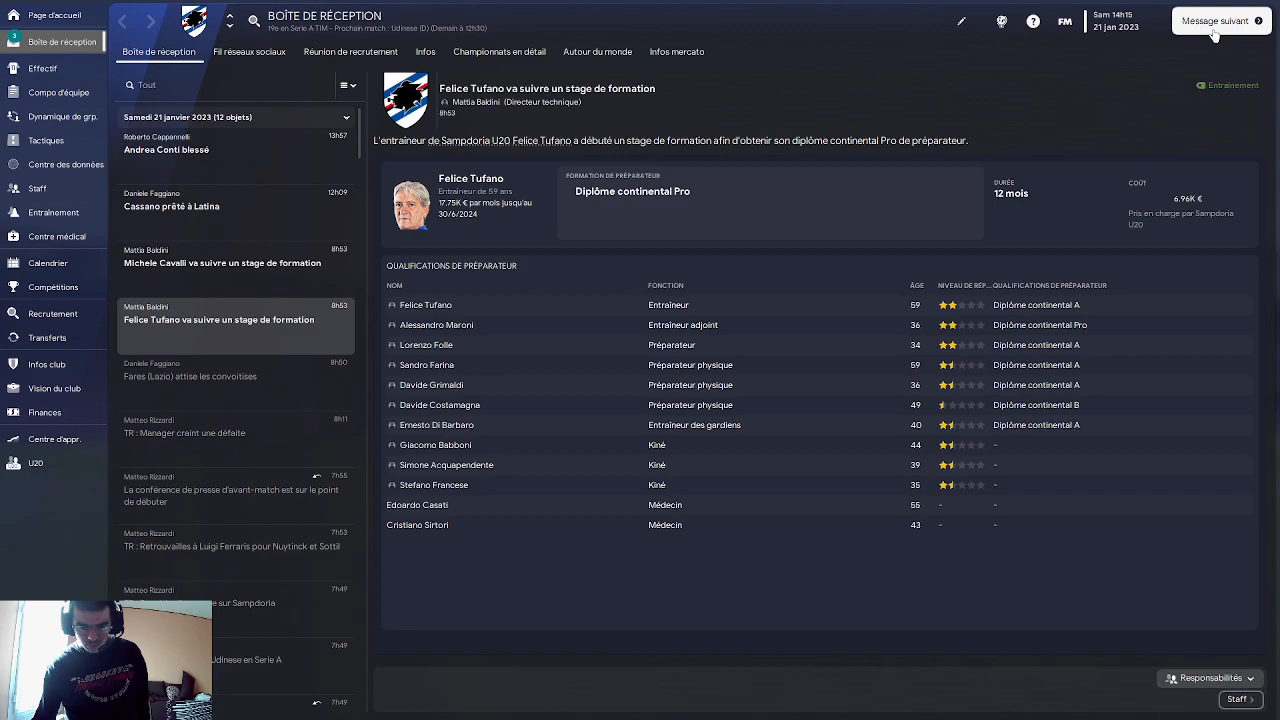 Page d'accueil
3
Boîte de réception
Effectif
Compo d'équipe
Dynamique de grp.
Tactiques
Centre des données
Staff
Entraînement
Centre médical
Calendrier
Compétitions
Recrutement
Transferts
Infos club
Vision du club
Finances
Centre d'appr.
U20
BOÎTE DE RÉCEPTION
19e en Serie A TIM - Prochain match : Udinese (D) (Demain à 12h30)
FM
Sam 14h15
21 jan 2023
Message suivant
Boîte de réception
Fil réseaux sociaux
Réunion de recrutement
Infos
Championnats en détail
Autour du monde
Infos mercato
Tout
Samedi 21 janvier 2023 (12 objets)
Roberto Cappannelli 13h57
Andrea Conti blessé
Daniele Faggiano 12h09
Cassano prêté à Latina
Mattia Baldini 8h53
Michele Cavalli va suivre un stage de formation
Mattia Baldini 8h53
Felice Tufano va suivre un stage de formation
Daniele Faggiano 8h50
Fares (Lazio) attise les convoitises
Matteo Rizzardi 8h11
TR : Manager craint une défaite
Matteo Rizzardi 7h55
La conférence de presse d'avant-match est sur le point
de débuter
Matteo Rizzardi 7h53
TR : Retrouvailles à Luigi Ferraris pour Nuytinck et Sottil
Matteo Rizzardi 7h49
sur Sampdoria
7h49
Udinese en Serie A
7h49
Felice Tufano va suivre un stage de formation
Mattia Baldini (Directeur technique)
8h53
Entraînement
L'entraîneur de Sampdoria U20 Felice Tufano a débuté un stage de formation afin d'obtenir son diplôme continental Pro de préparateur.
Felice Tufano
Entraîneur de 59 ans
17.75K € par mois jusqu'au
30/6/2024
FORMATION DE PRÉPARATEUR
Diplôme continental Pro
DURÉE
12 mois
COÛT
6.96K €
Pris en charge par Sampdoria
U20
QUALIFICATIONS DE PRÉPARATEUR
NOM FONCTION ÂGE NIVEAU DE RÉP... QUALIFICATIONS DE PRÉPARATEUR
Felice Tufano Entraîneur 59 Diplôme continental A
Alessandro Maroni Entraîneur adjoint 36 Diplôme continental Pro
Lorenzo Folle Préparateur 34 Diplôme continental A
Sandro Farina Préparateur physique 59 Diplôme continental A
Davide Grimaldi Préparateur physique 36 Diplôme continental A
Davide Costamagna Préparateur physique 49 Diplôme continental B
Ernesto Di Barbaro Entraîneur des gardiens 40 Diplôme continental A
Giacomo Babboni Kiné 44 -
Simone Acquapendente Kiné 39 -
Stefano Francese Kiné 35 -
Edoardo Casati Médecin 55 - -
Cristiano Sirtori Médecin 43 - -
Responsabilités
Staff